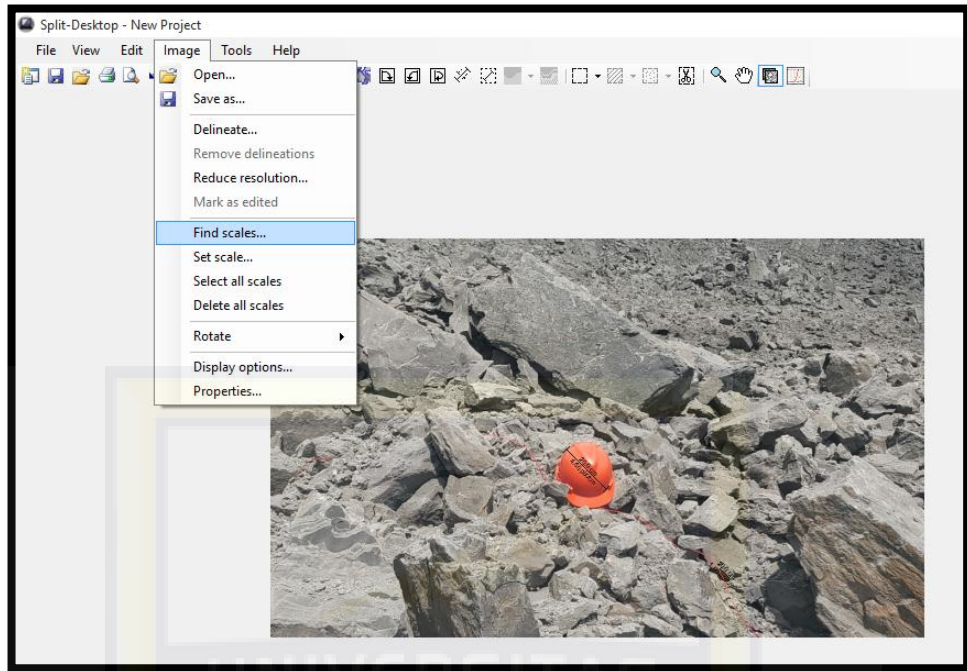 Split-Desktop - New Project
File View Edit Image Tools Help
Open...
Save as...
Delineate...
Remove delineations
Reduce resolution...
Mark as edited
Find scales...
Set scale...
Select all scales
Delete all scales
Rotate
Display options...
Properties...
UNIVERSITAS